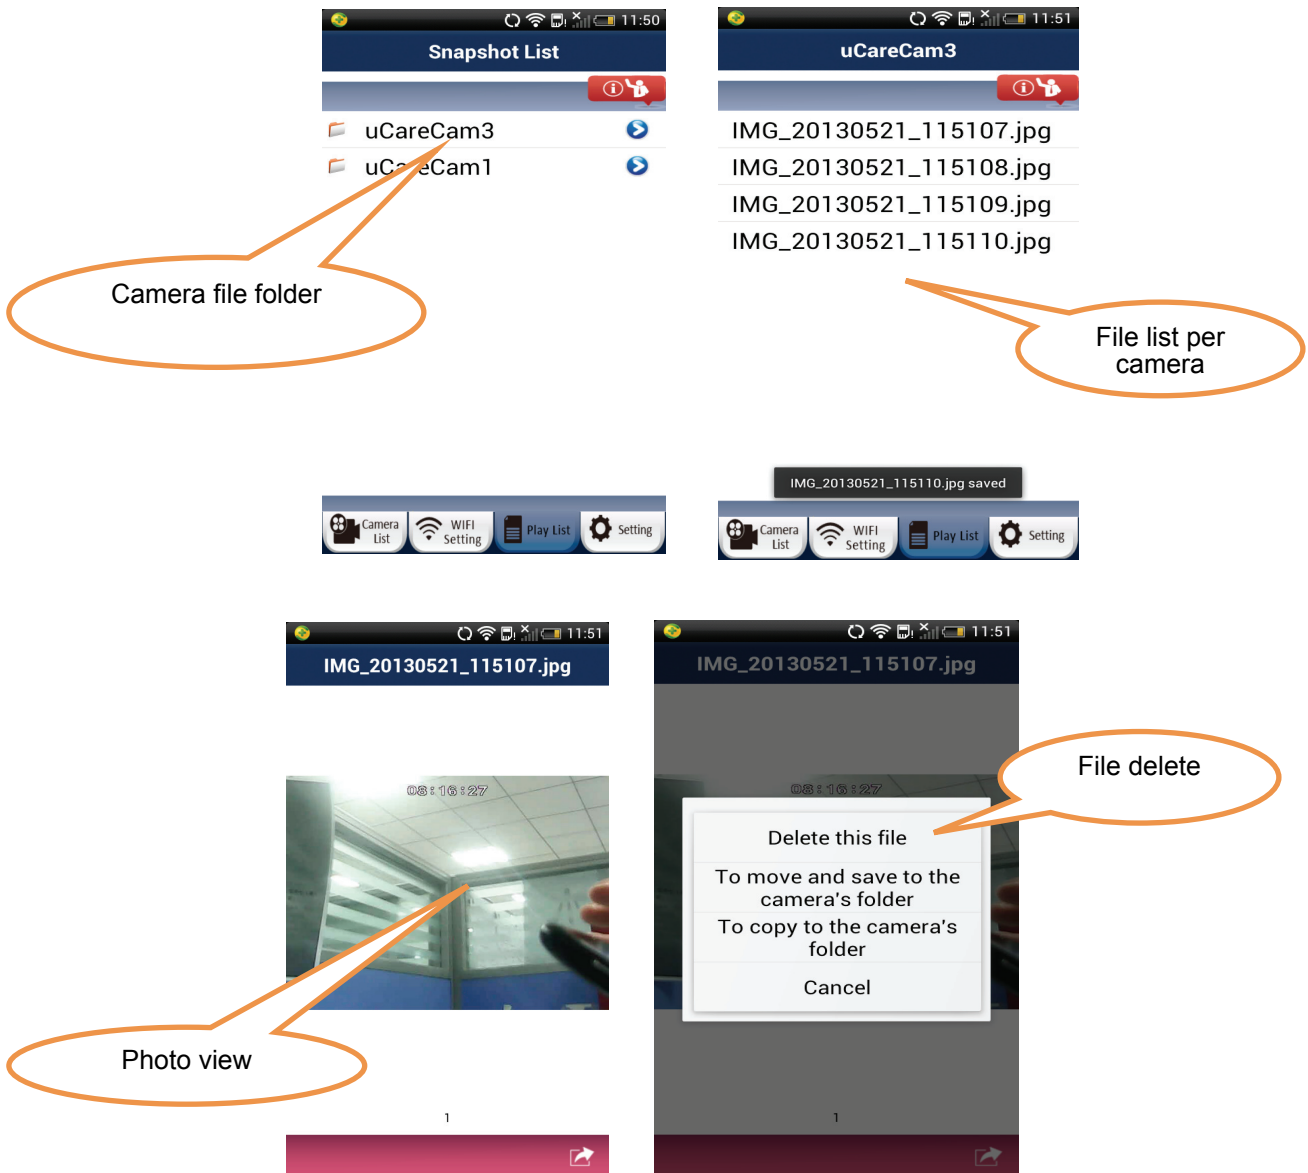 11:50
Snapshot List
uCareCam3
uCareCam1
Camera file folder
Camera List
WIFI Setting
Play List
Setting
11:51
uCareCam3
IMG_20130521_115107.jpg
IMG_20130521_115108.jpg
IMG_20130521_115109.jpg
IMG_20130521_115110.jpg
File list per
camera
IMG_20130521_115110.jpg saved
Camera List
WIFI Setting
Play List
Setting
11:51
IMG_20130521_115107.jpg
08:16:27
Photo view
1
11:51
IMG_20130521_115107.jpg
08:16:27
File delete
Delete this file
To move and save to the
camera's folder
To copy to the camera's
folder
Cancel
1